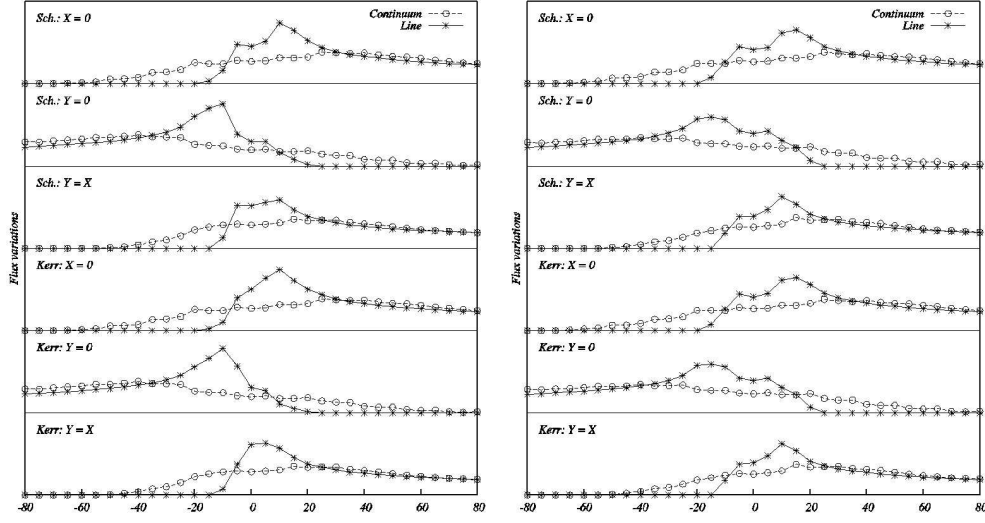 Sch.: X = 0
Continuum
Line
Sch.: Y = 0
Sch.: Y = X
Flux variations
Kerr: X = 0
Kerr: Y = 0
Kerr: Y = X
-80 -60 -40 -20 0 20 40 60 80
Sch.: X = 0
Continuum
Line
Sch.: Y = 0
Sch.: Y = X
Flux variations
Kerr: X = 0
Kerr: Y = 0
Kerr: Y = X
-80 -60 -40 -20 0 20 40 60 80